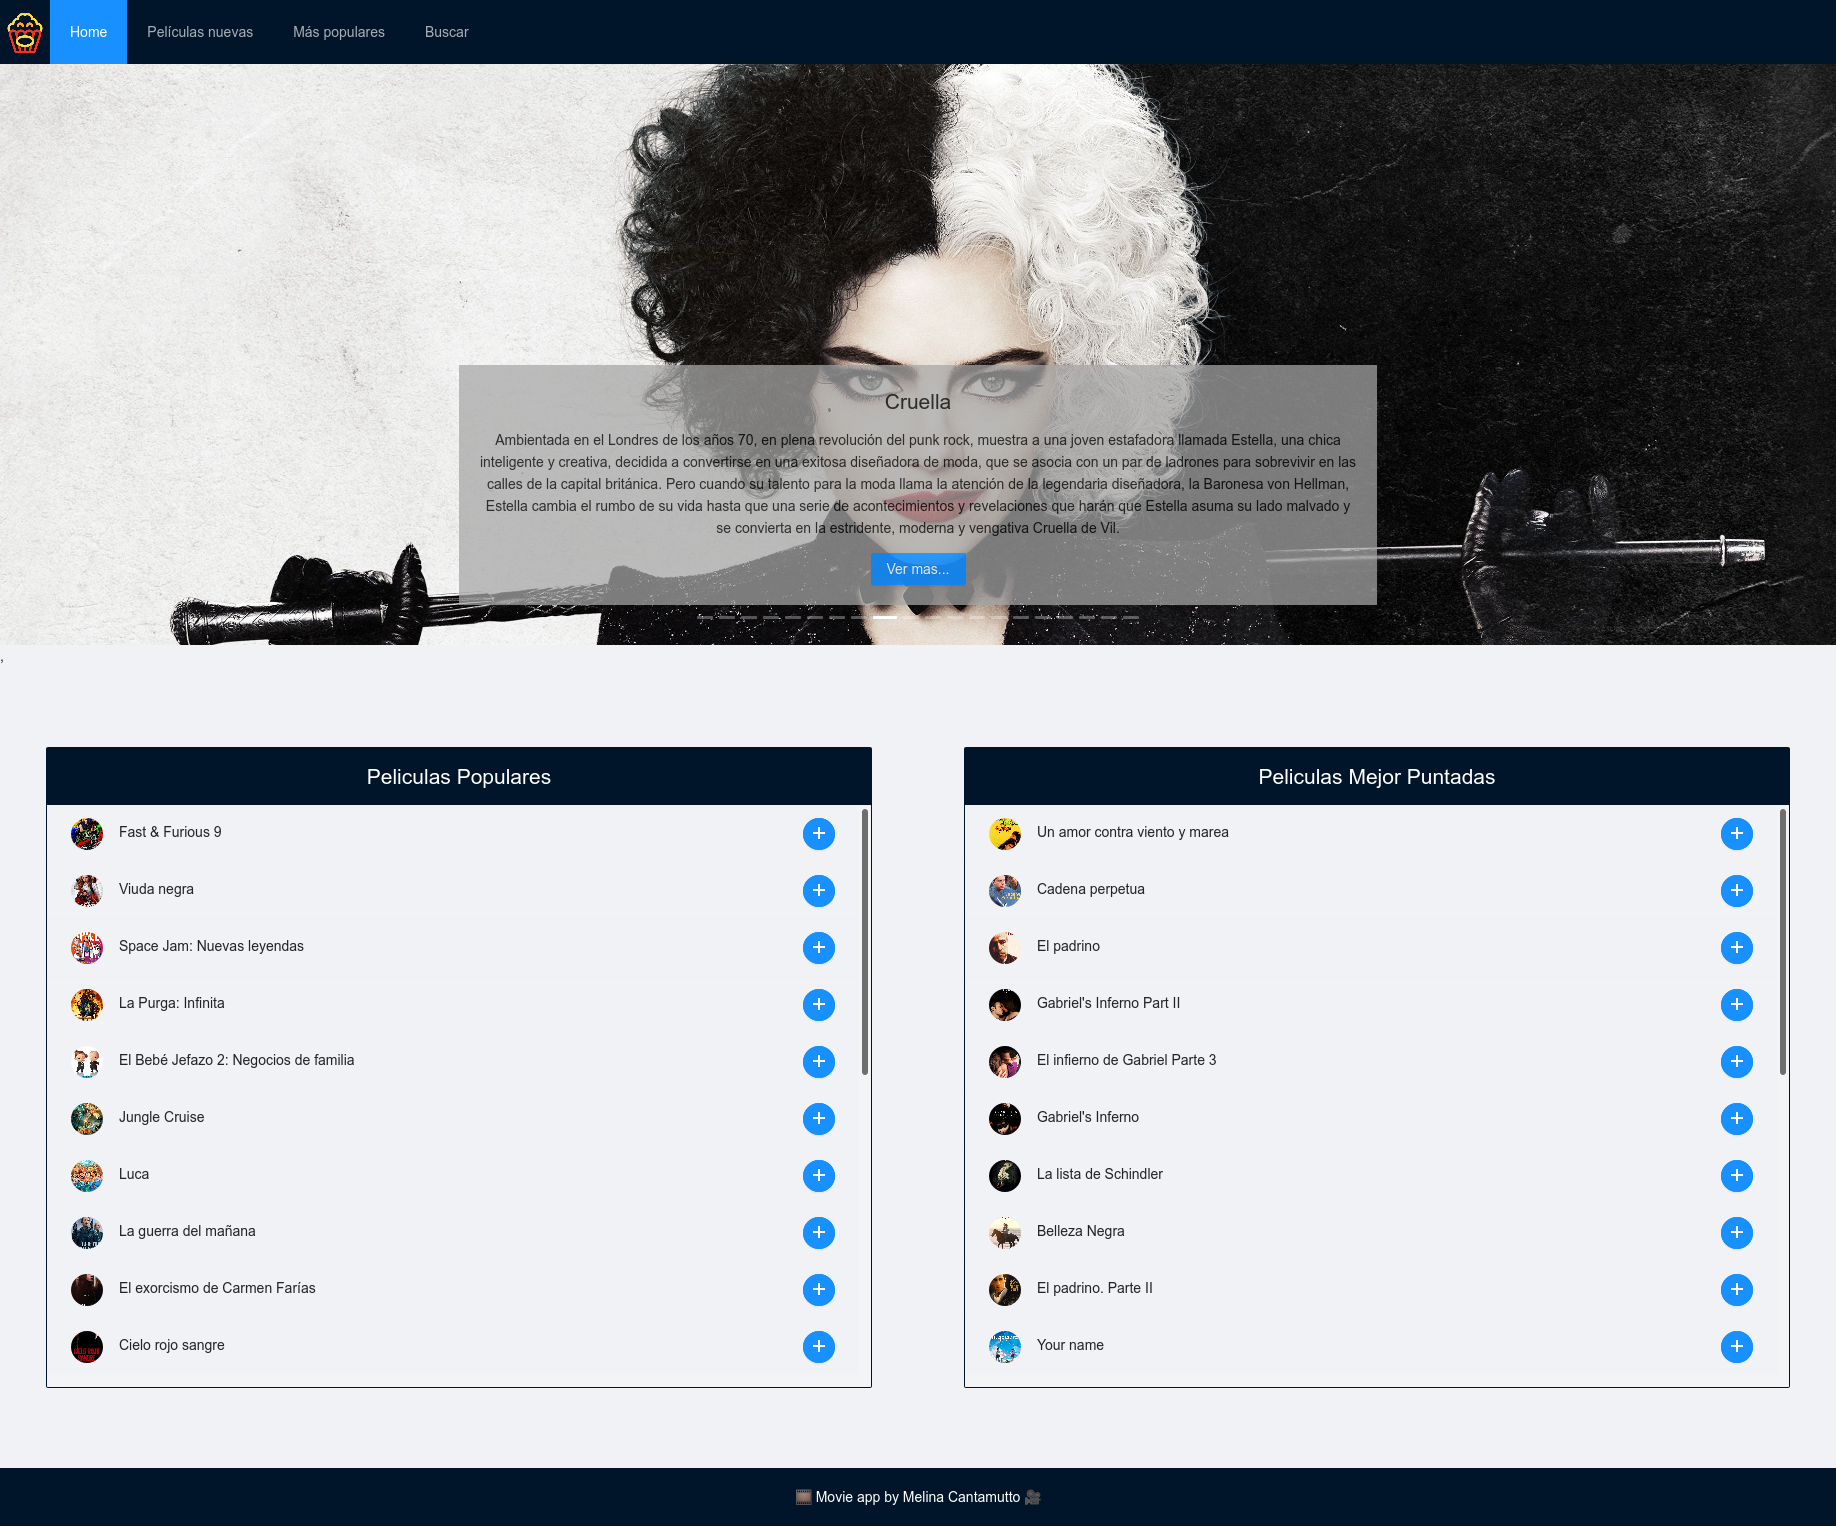 Home
Películas nuevas
Más populares
Buscar
Cruella
Ambientada en el Londres de los años 70, en plena revolución del punk rock, muestra a una joven estafadora llamada Estella, una chica
inteligente y creativa, decidida a convertirse en una exitosa diseñadora de moda, que se asocia con un par de ladrones para sobrevivir en las
calles de la capital británica. Pero cuando su talento para la moda llama la atención de la legendaria diseñadora, la Baronesa von Hellman,
Estella cambia el rumbo de su vida hasta que una serie de acontecimientos y revelaciones que harán que Estella asuma su lado malvado y
se convierta en la estridente, moderna y vengativa Cruella de Vil.
Ver mas...
,
Peliculas Populares
Fast & Furious 9
Viuda negra
Space Jam: Nuevas leyendas
La Purga: Infinita
El Bebé Jefazo 2: Negocios de familia
Jungle Cruise
Luca
La guerra del mañana
El exorcismo de Carmen Farías
Cielo rojo sangre
Peliculas Mejor Puntadas
Un amor contra viento y marea
Cadena perpetua
El padrino
Gabriel's Inferno Part II
El infierno de Gabriel Parte 3
Gabriel's Inferno
La lista de Schindler
Belleza Negra
El padrino. Parte II
Your name
🎞️ Movie app by Melina Cantamutto 🎥